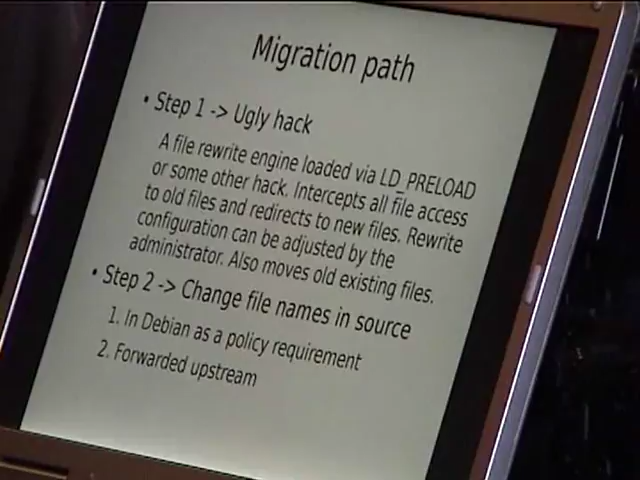 Migration path
• Step 1 -> Ugly hack
A file rewrite engine loaded via LD_PRELOAD
or some other hack. Intercepts all file access
to old files and redirects to new files. Rewrite
configuration can be adjusted by the
administrator. Also moves old existing files.
• Step 2 -> Change file names in source
1. In Debian as a policy requirement
2. Forwarded upstream